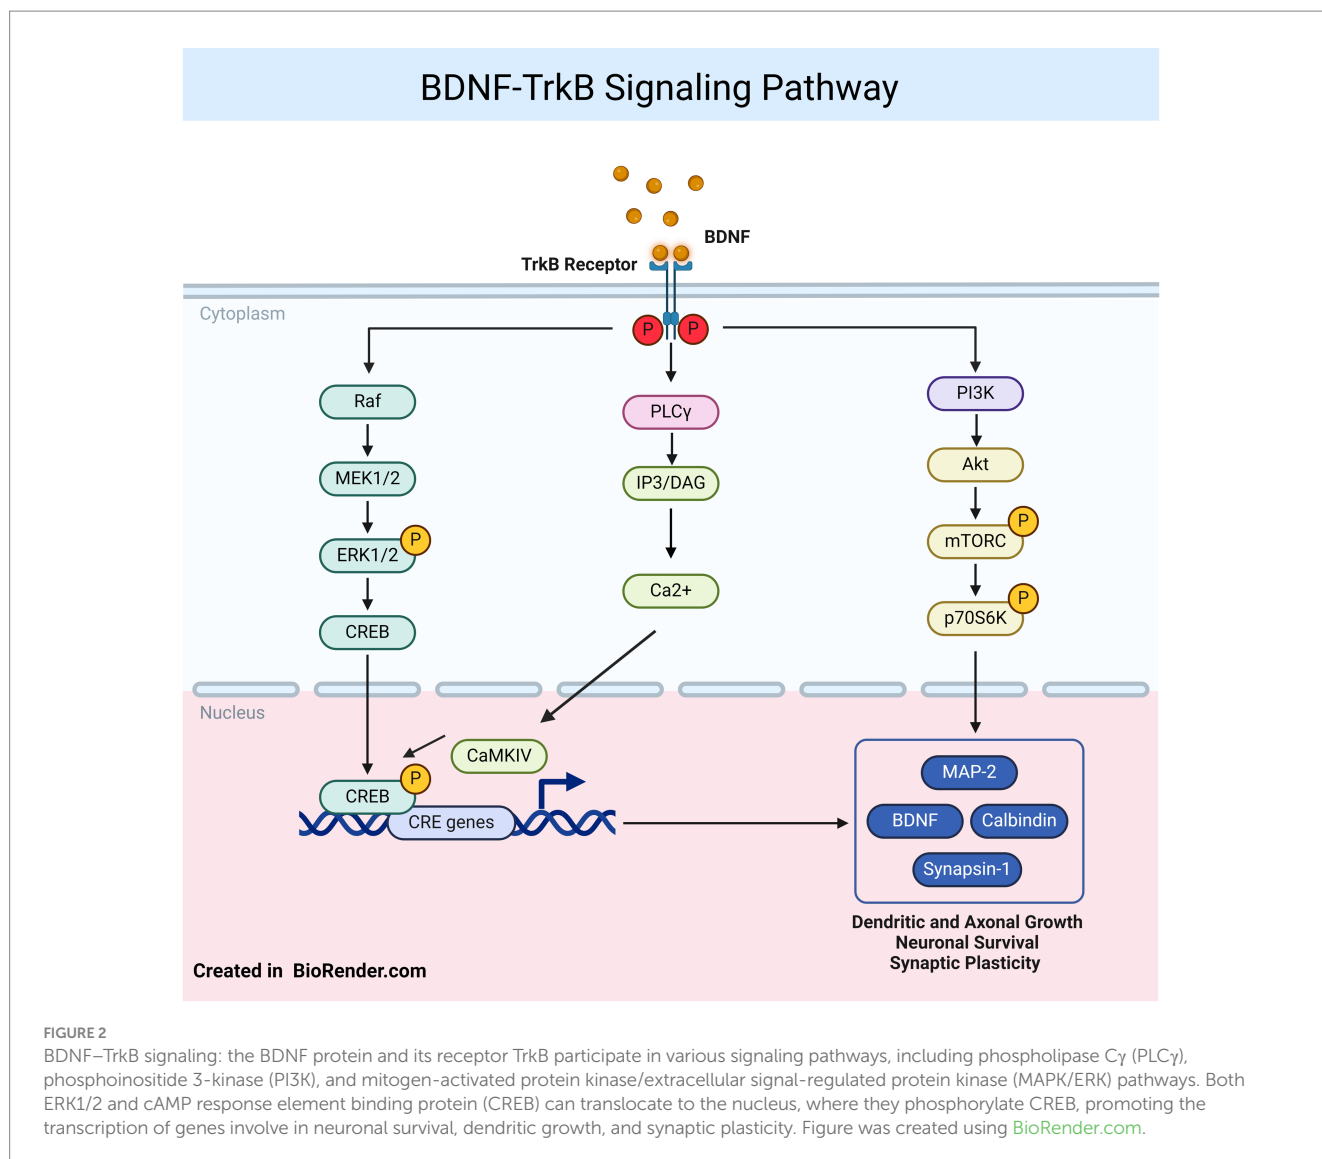 BDNF-TrkB Signaling Pathway
BDNF
TrkB Receptor
Cytoplasm
P
P
Raf
MEK1/2
ERK1/2
P
CREB
PLCγ
IP3/DAG
Ca2+
PI3K
Akt
mTORC
P
p70S6K
P
Nucleus
CaMKIV
CREB
P
CRE genes
MAP-2
BDNF
Calbindin
Synapsin-1
Dendritic and Axonal Growth
Neuronal Survival
Synaptic Plasticity
Created in BioRender.com
FIGURE 2
BDNF–TrkB signaling: the BDNF protein and its receptor TrkB participate in various signaling pathways, including phospholipase Cγ (PLCγ),
phosphoinositide 3-kinase (PI3K), and mitogen-activated protein kinase/extracellular signal-regulated protein kinase (MAPK/ERK) pathways. Both
ERK1/2 and cAMP response element binding protein (CREB) can translocate to the nucleus, where they phosphorylate CREB, promoting the
transcription of genes involve in neuronal survival, dendritic growth, and synaptic plasticity. Figure was created using BioRender.com.